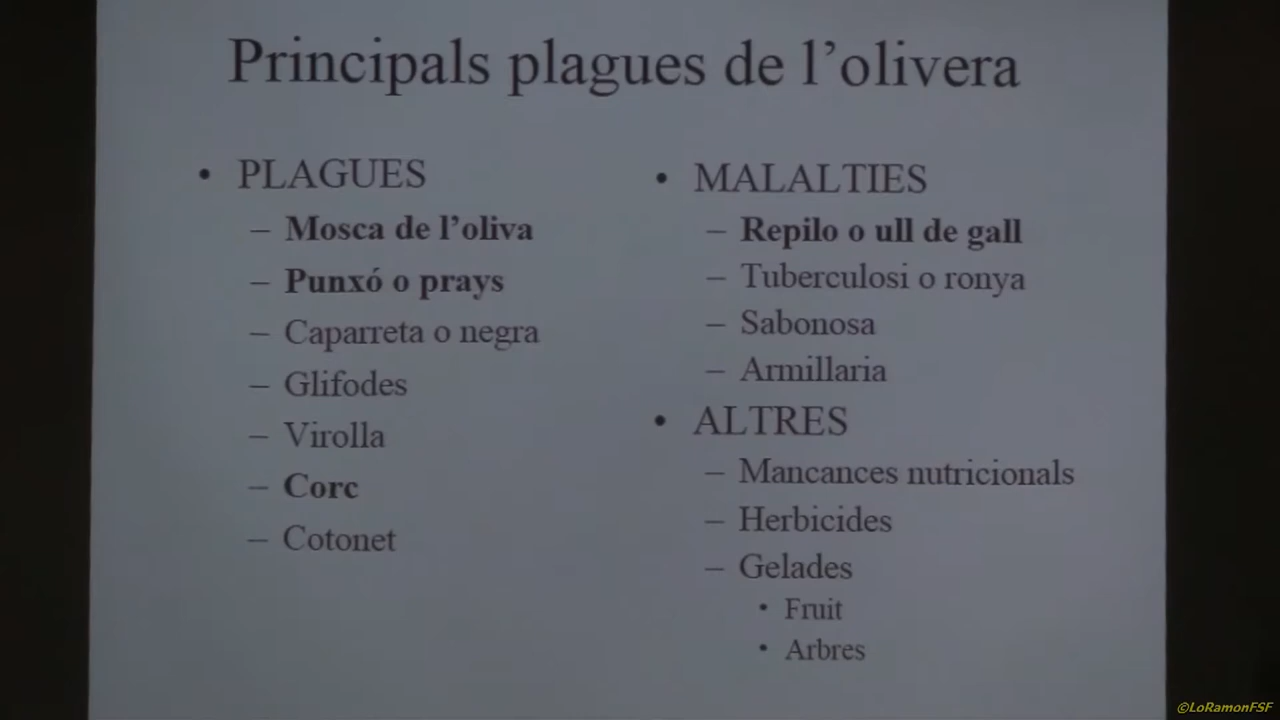 Principals plagues de l'olivera
• PLAGUES
– Mosca de l'oliva
– Punxó o prays
– Caparreta o negra
– Glifodes
– Virolla
– Corc
– Cotonet
• MALALTIES
– Repilo o ull de gall
– Tuberculosi o ronya
– Sabonosa
– Armillaria
• ALTRES
– Mancances nutricionals
– Herbicides
– Gelades
• Fruit
• Arbres
©LoRamonFSF